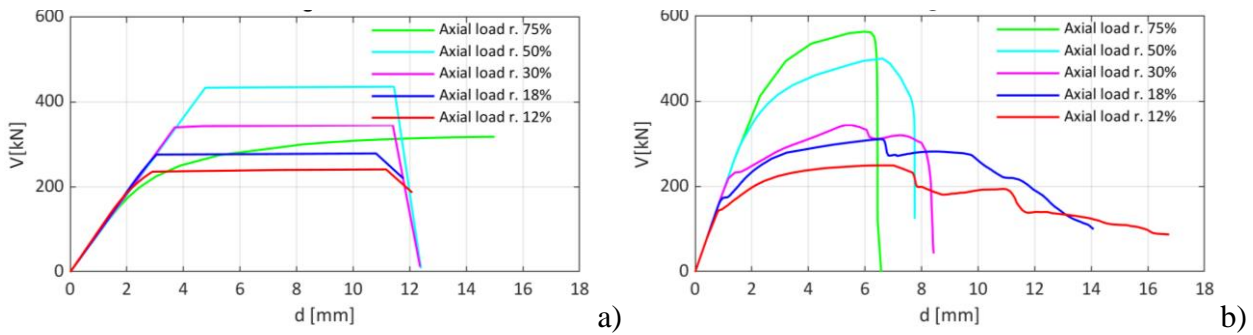 600
400
200
0
V[kN]
Axial load r. 75%
Axial load r. 50%
Axial load r. 30%
Axial load r. 18%
Axial load r. 12%
0 2 4 6 8 10 12 14 16 18
d [mm]
a)
600
400
200
0
V[kN]
Axial load r. 75%
Axial load r. 50%
Axial load r. 30%
Axial load r. 18%
Axial load r. 12%
0 2 4 6 8 10 12 14 16 18
d [mm]
b)